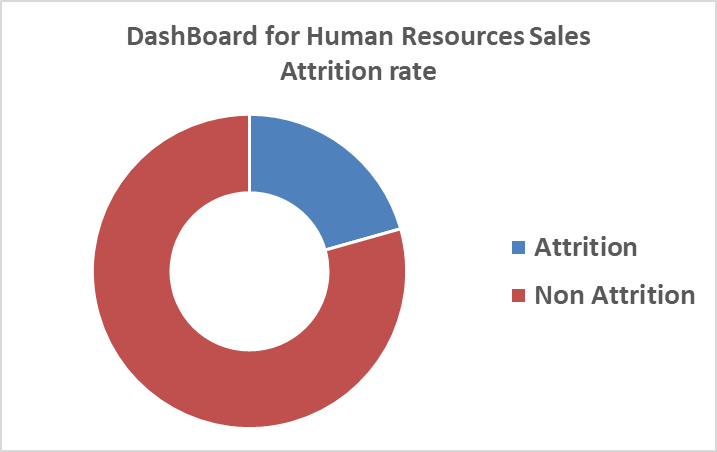 DashBoard for Human Resources Sales
Attrition rate
Attrition
Non Attrition